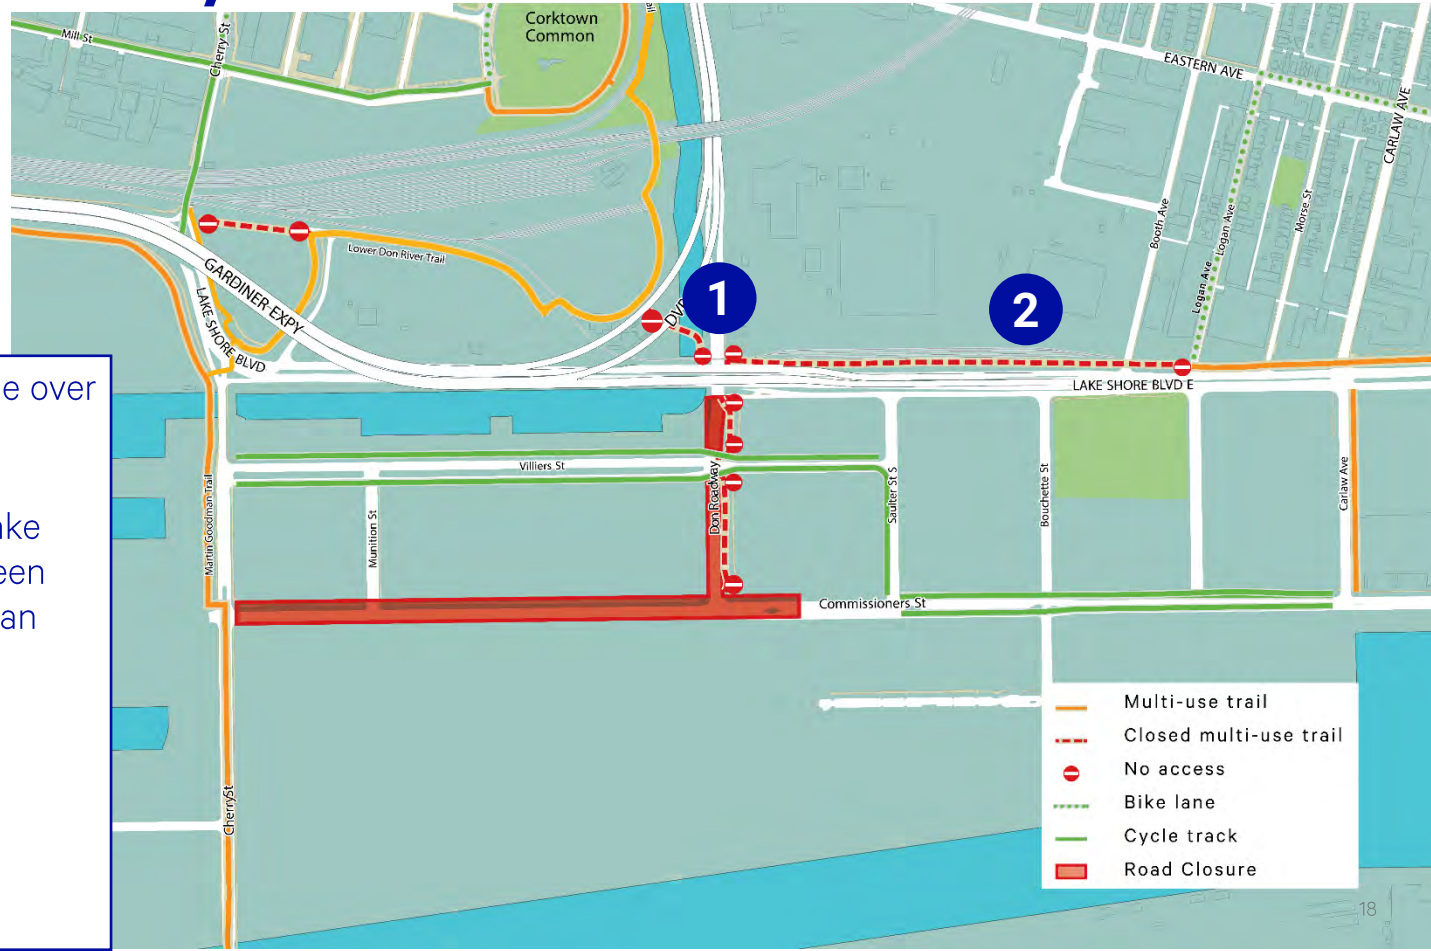 Corktown
Common
Mill St
Cherry St
EASTERN AVE
CARLAW AVE
Booth Ave
Logan Ave
Logan Ave
Morse St
Lower Don River Trail
GARDINER EXPY
LAKE SHORE BLVD
DVP
1
2
LAKE SHORE BLVD E
e over
ake
een
an
Villiers St
Martin Goodman Trail
Munition St
Don Roadway
Saulter St S
Bouchette St
Carlaw Ave
Commissioners St
CherrySt
Multi-use trail
Closed multi-use trail
No access
Bike lane
Cycle track
Road Closure
18